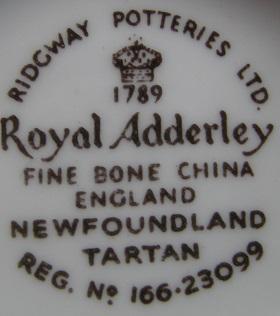 RIDGWAY POTTERIES LTD.
1789
Royal Adderley
FINE BONE CHINA
ENGLAND
NEWFOUNDLAND
TARTAN
REG. Nº 166·23099